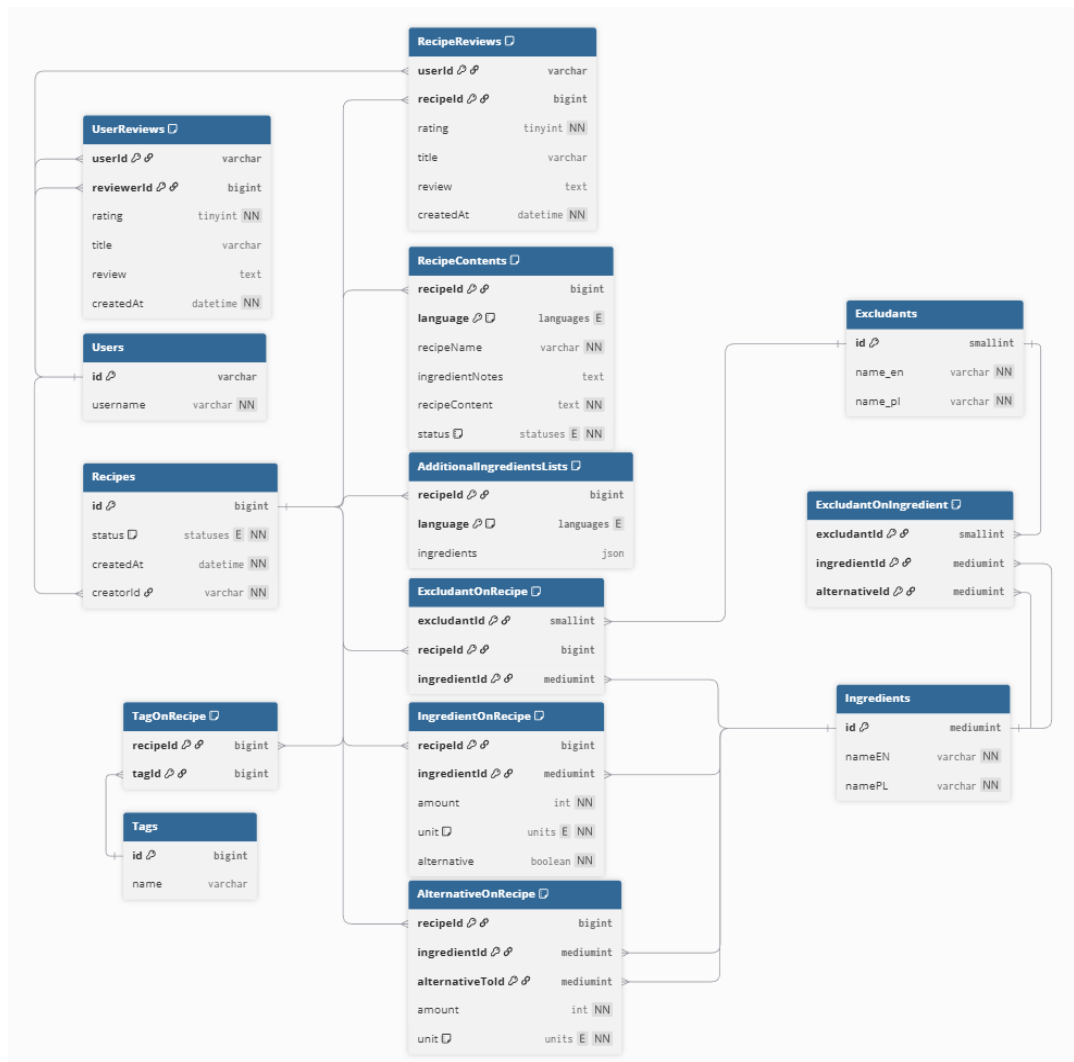 RecipeReviews
userId varchar
recipeId bigint
rating tinyint NN
title varchar
review text
createdAt datetime NN
UserReviews
userId varchar
reviewerId bigint
rating tinyint NN
title varchar
review text
createdAt datetime NN
Users
id varchar
username varchar NN
Recipes
id bigint
status statuses E NN
createdAt datetime NN
creatorId varchar NN
TagOnRecipe
recipeId bigint
tagId bigint
Tags
id bigint
name varchar
RecipeContents
recipeId bigint
language languages E
recipeName varchar NN
ingredientNotes text
recipeContent text NN
status statuses E NN
AdditionalIngredientsLists
recipeId bigint
language languages E
ingredients json
ExcludantOnRecipe
excludantId smallint
recipeId bigint
ingredientId mediumint
IngredientOnRecipe
recipeId bigint
ingredientId mediumint
amount int NN
unit units E NN
alternative boolean NN
AlternativeOnRecipe
recipeId bigint
ingredientId mediumint
alternativeToId mediumint
amount int NN
unit units E NN
Excludants
id smallint
name_en varchar NN
name_pl varchar NN
ExcludantOnIngredient
excludantId smallint
ingredientId mediumint
alternativeId mediumint
Ingredients
id mediumint
nameEN varchar NN
namePL varchar NN